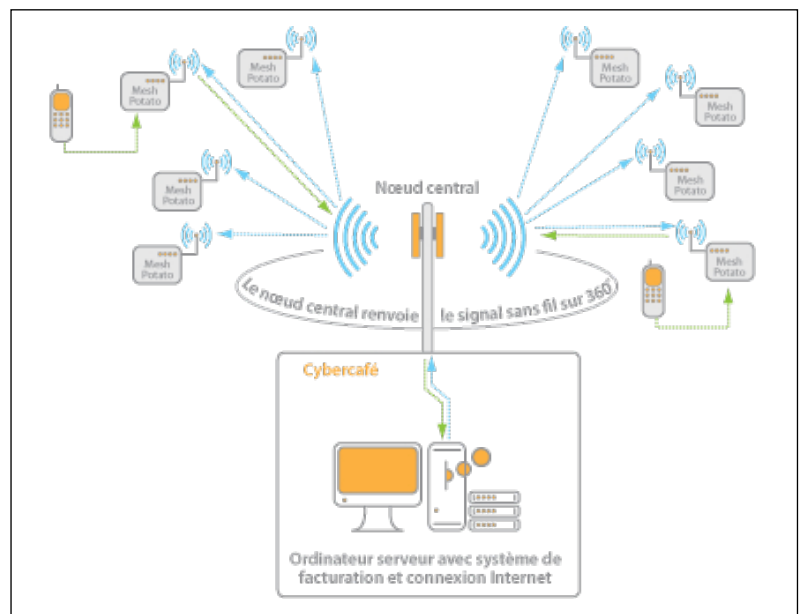 Mesh
Potato
Mesh
Potato
Mesh
Potato
Mesh
Potato
Mesh
Potato
Mesh
Potato
Mesh
Potato
Mesh
Potato
Nœud central
Le nœud central renvoie le signal sans fil sur 360°
Cybercafé
Ordinateur serveur avec système de
facturation et connexion Internet